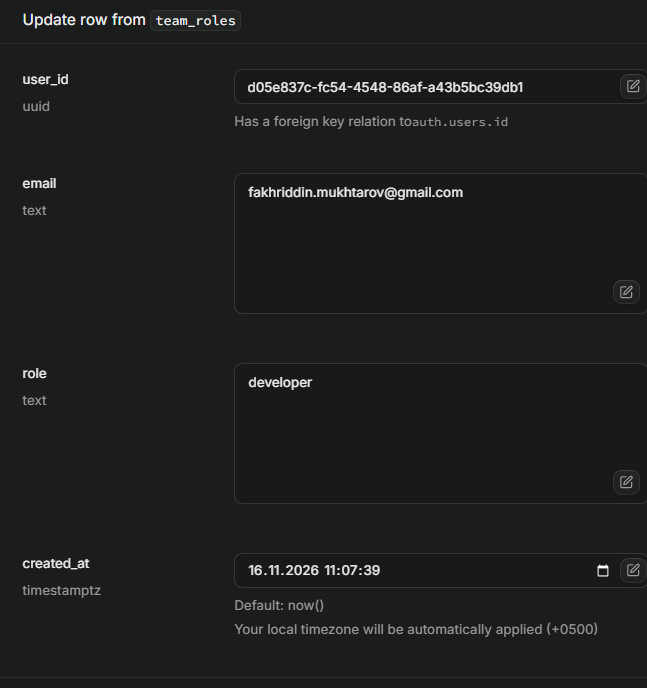 Update row from team_roles
user_id
uuid
d05e837c-fc54-4548-86af-a43b5bc39db1
Has a foreign key relation toauth.users.id
email
text
fakhriddin.mukhtarov@gmail.com
role
text
developer
created_at
timestamptz
16.11.2026 11:07:39
Default: now()
Your local timezone will be automatically applied (+0500)